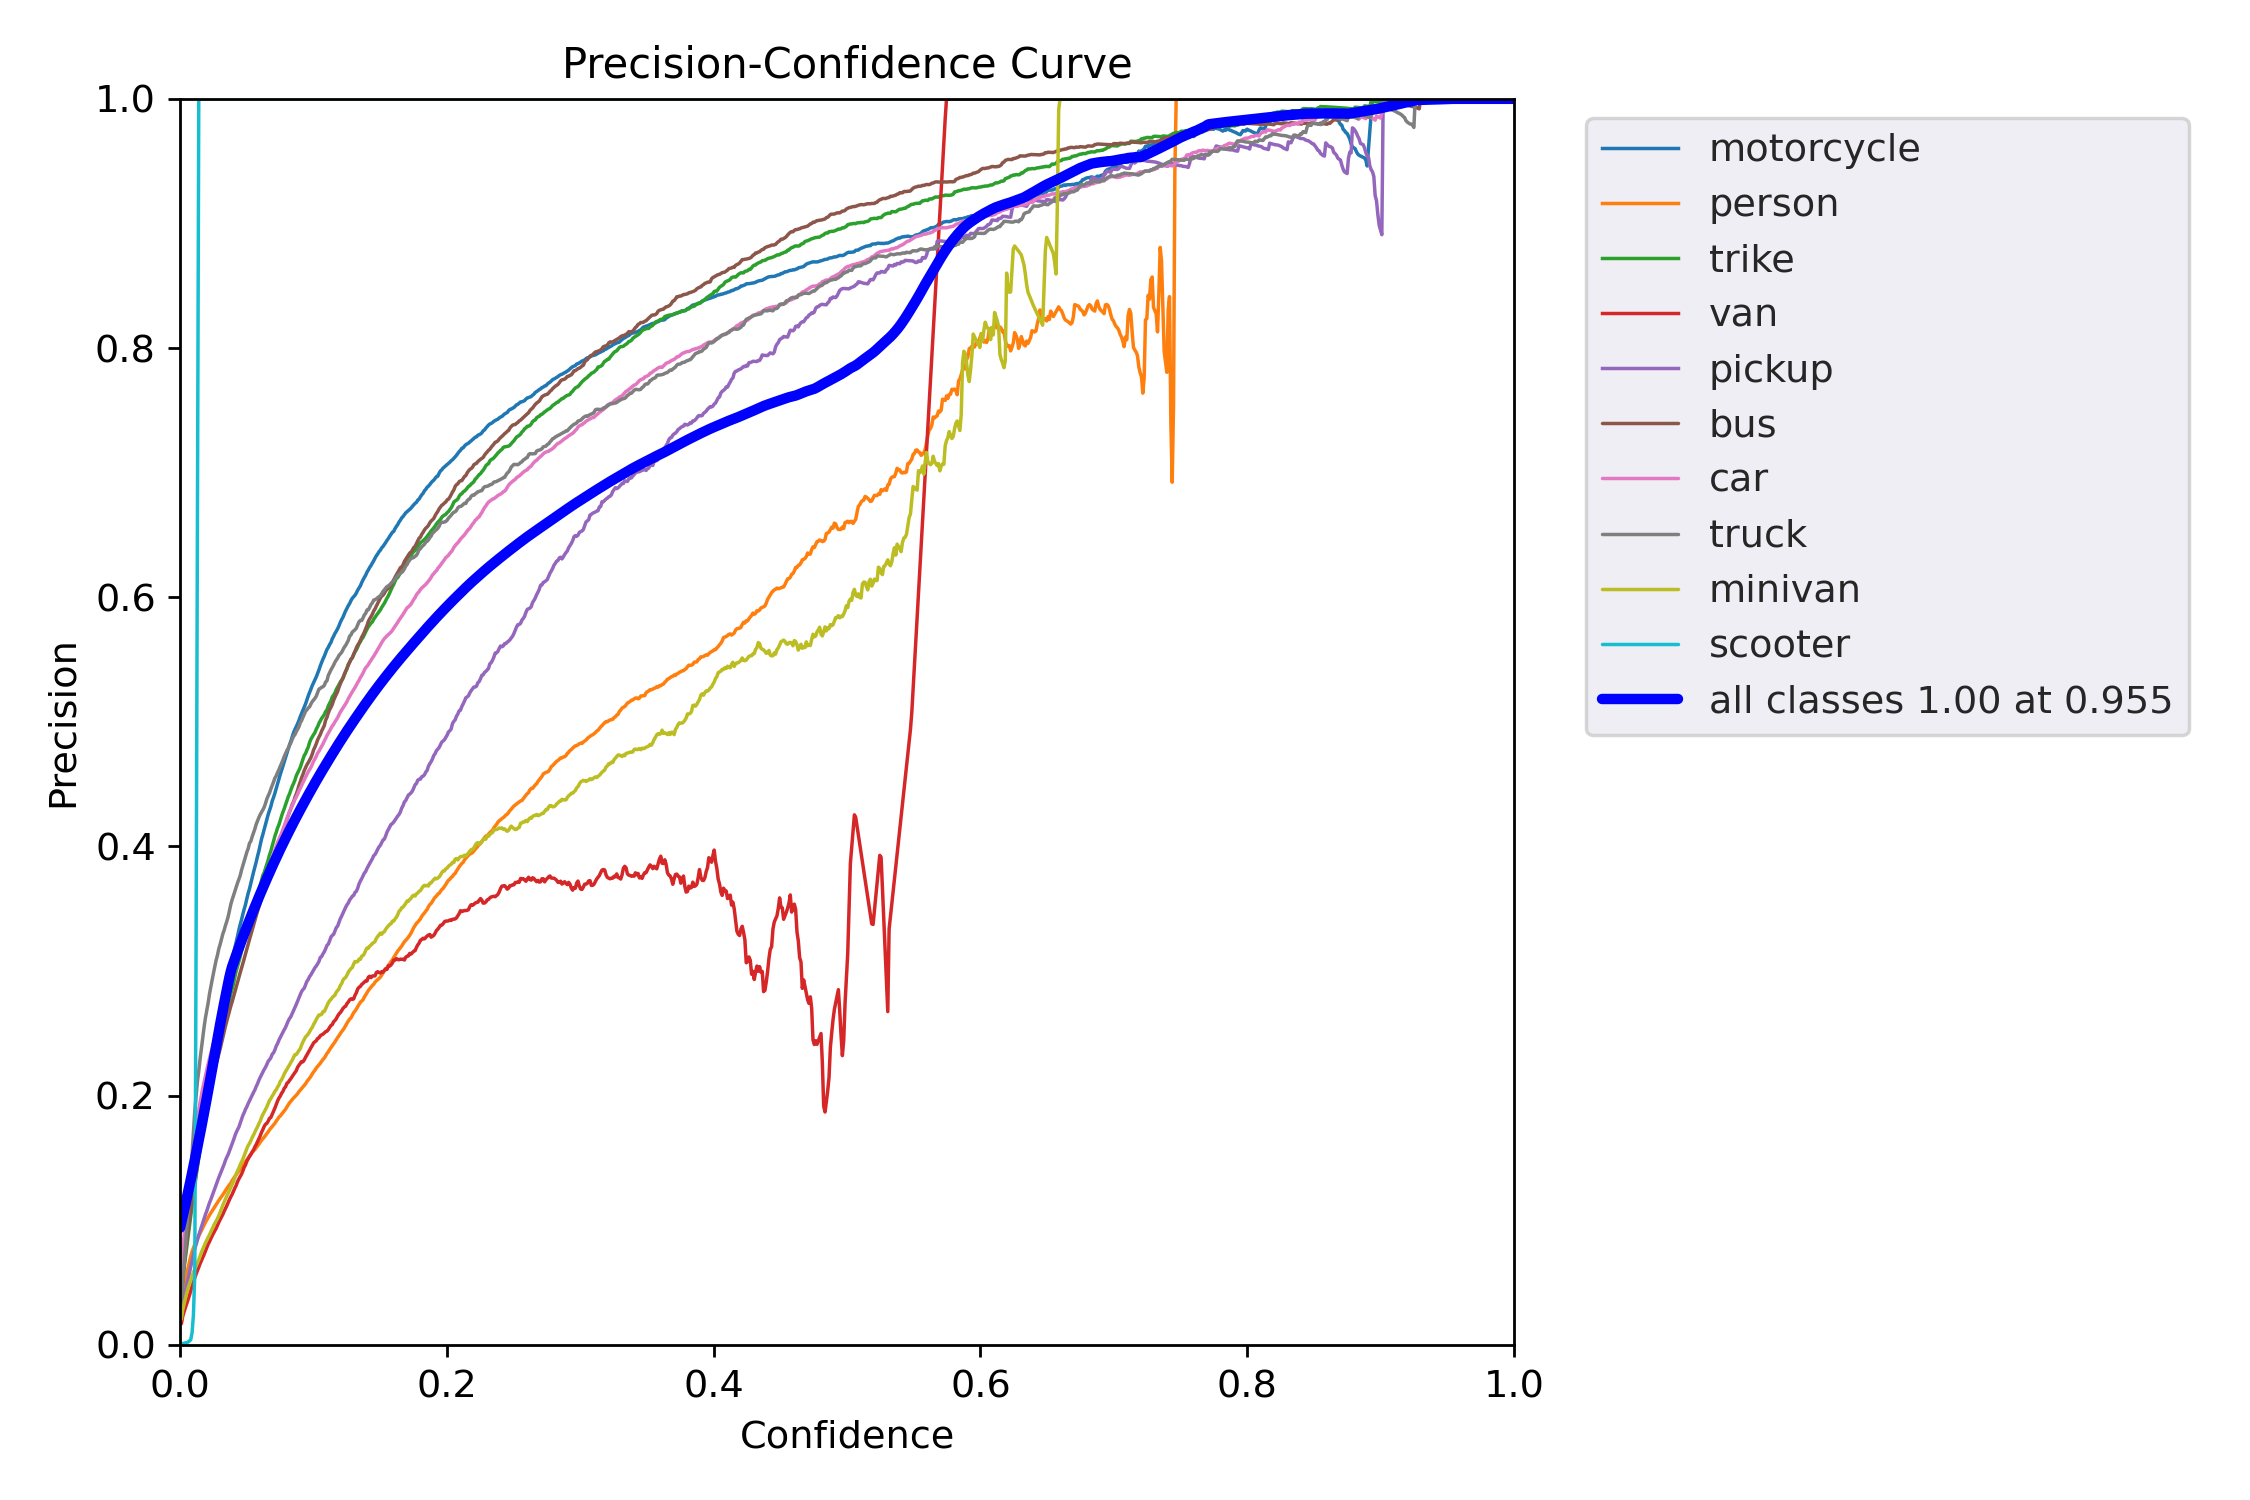 Precision-Confidence Curve
1.0
0.8
0.6
0.4
0.2
0.0
Precision
0.0 0.2 0.4 0.6 0.8 1.0
Confidence
motorcycle
person
trike
van
pickup
bus
car
truck
minivan
scooter
all classes 1.00 at 0.955